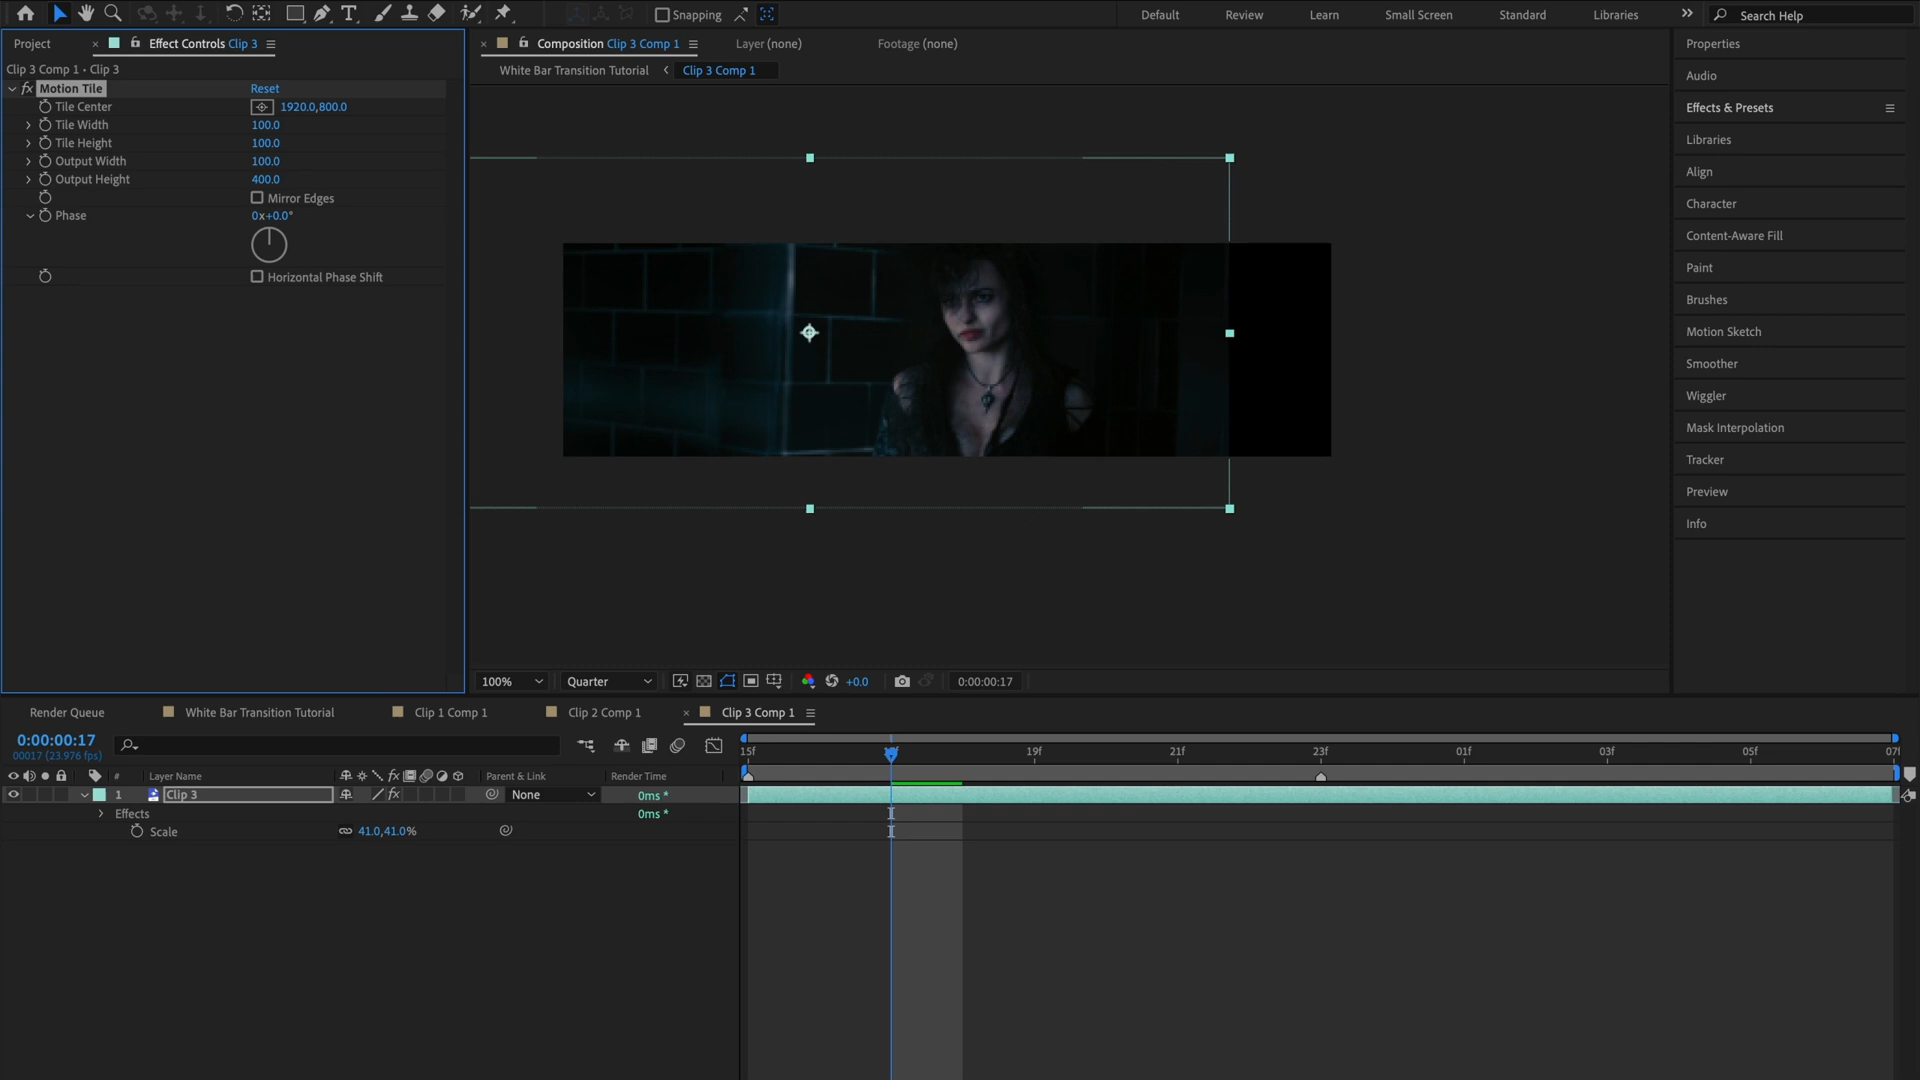 Snapping
Default
Review
Learn
Small Screen
Standard
Libraries
Search Help
Project
Effect Controls Clip 3
Clip 3 Comp 1 • Clip 3
fx Motion Tile Reset
Tile Center 1920.0,800.0
Tile Width 100.0
Tile Height 100.0
Output Width 100.0
Output Height 400.0
Mirror Edges
Phase 0x+0.0°
Horizontal Phase Shift
Composition Clip 3 Comp 1
Layer (none)
Footage (none)
White Bar Transition Tutorial
Clip 3 Comp 1
100%
Quarter
+0.0
0:00:00:17
Properties
Audio
Effects & Presets
Libraries
Align
Character
Content-Aware Fill
Paint
Brushes
Motion Sketch
Smoother
Wiggler
Mask Interpolation
Tracker
Preview
Info
Render Queue
White Bar Transition Tutorial
Clip 1 Comp 1
Clip 2 Comp 1
Clip 3 Comp 1
0:00:00:17
00017 (23.976 fps)
15f
19f
21f
23f
01f
03f
05f
# Layer Name
fx
Parent & Link
Render Time
1 Clip 3
fx
None
0ms *
Effects
0ms *
Scale
41.0,41.0%